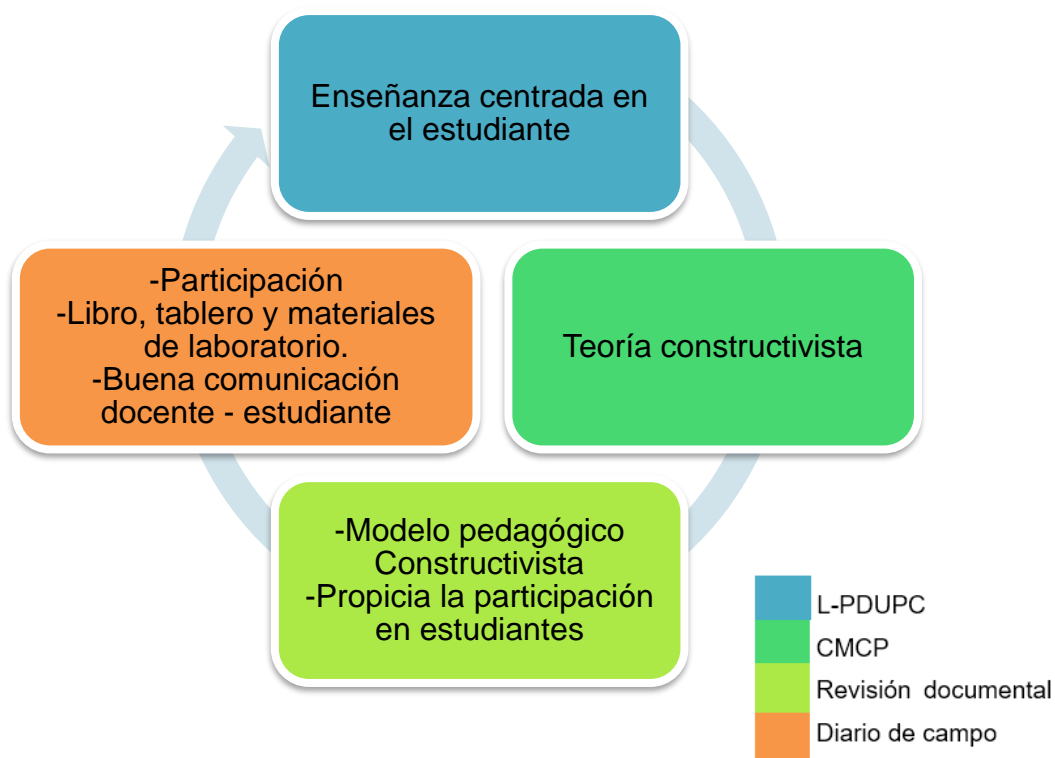 Enseñanza centrada en
el estudiante
-Participación
-Libro, tablero y materiales
de laboratorio.
-Buena comunicación
docente - estudiante
Teoría constructivista
-Modelo pedagógico
Constructivista
-Propicia la participación
en estudiantes
L-PDUPC
CMCP
Revisión documental
Diario de campo